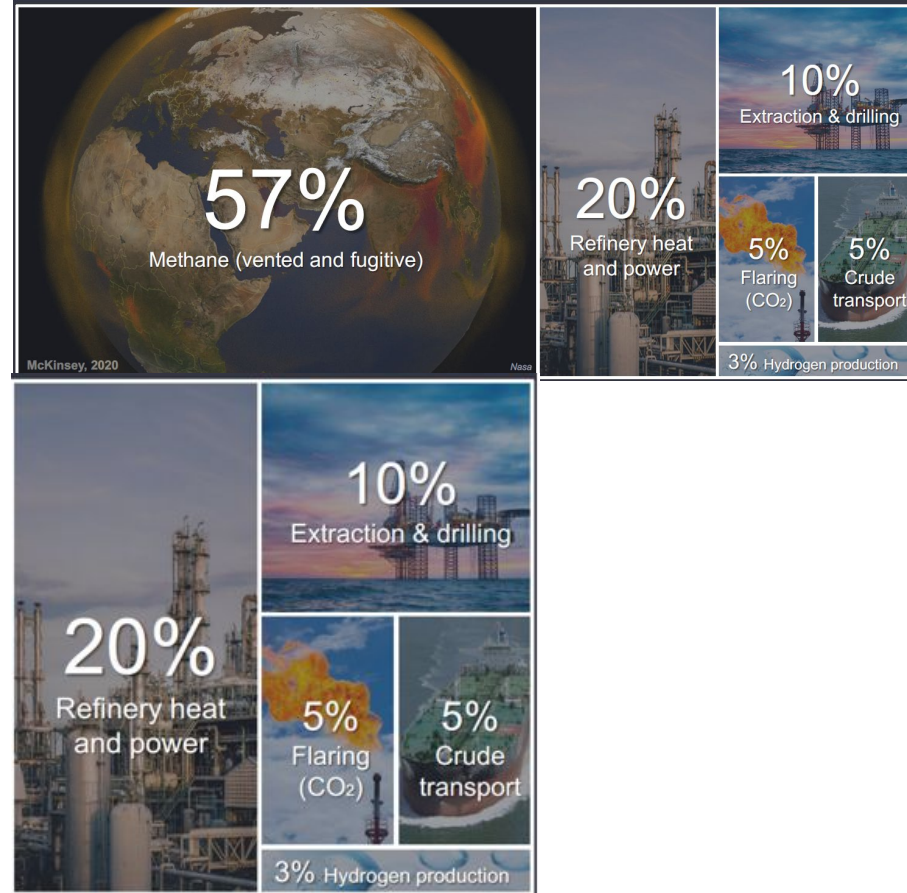 57%
Methane (vented and fugitive)
McKinsey, 2020
Nasa
20%
Refinery heat
and power
10%
Extraction & drilling
5%
Flaring
(CO₂)
5%
Crude
transport
3% Hydrogen production
20%
Refinery heat
and power
10%
Extraction & drilling
5%
Flaring
(CO₂)
5%
Crude
transport
3% Hydrogen production